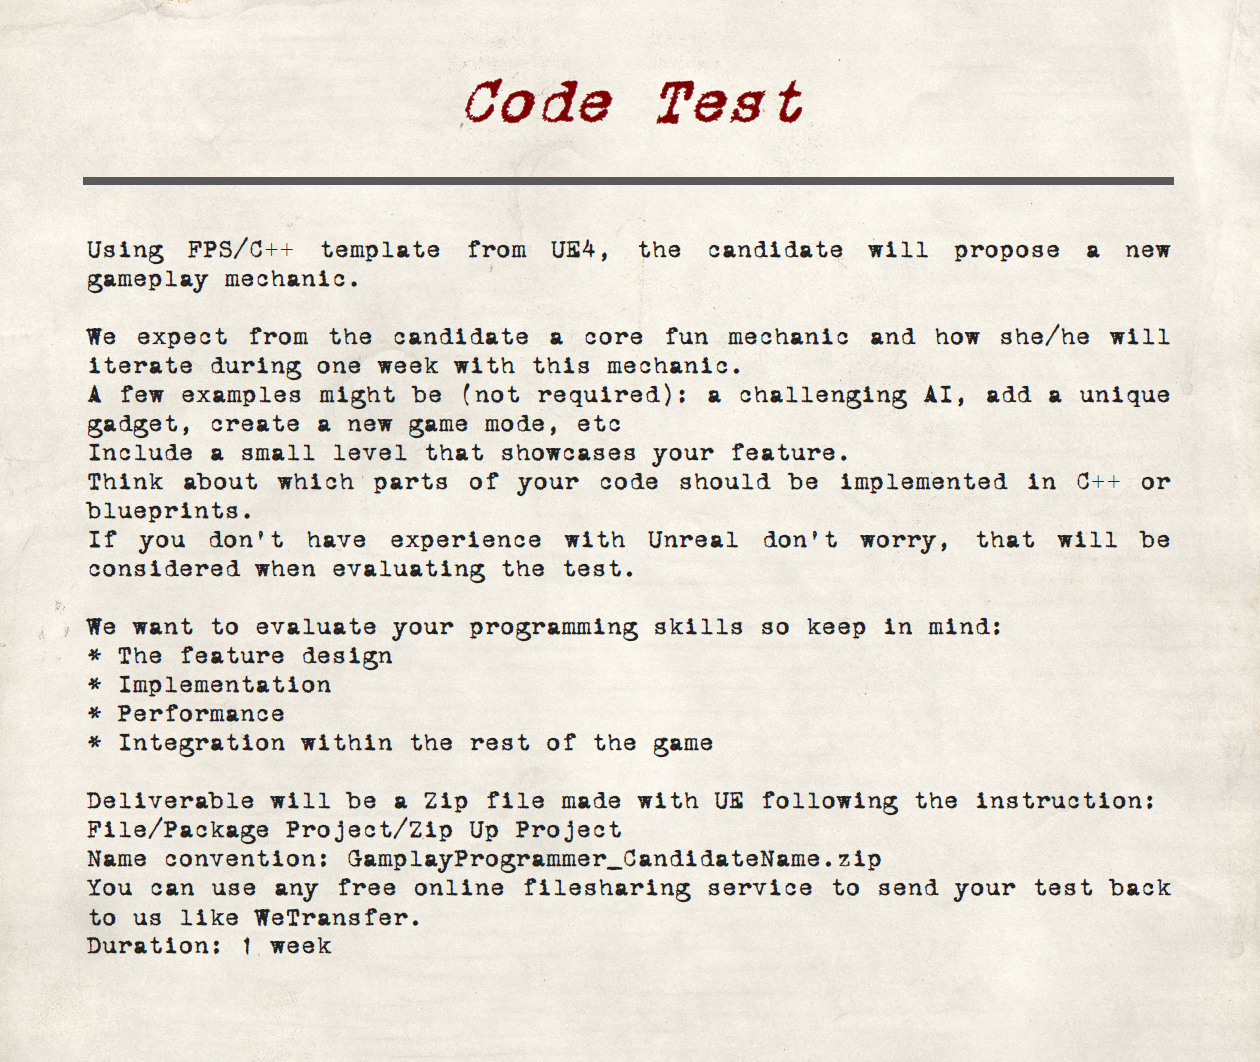 Code Test
Using FPS/C++ template from UE4, the candidate will propose a new
gameplay mechanic.
We expect from the candidate a core fun mechanic and how she/he will
iterate during one week with this mechanic.
A few examples might be (not required): a challenging AI, add a unique
gadget, create a new game mode, etc
Include a small level that showcases your feature.
Think about which parts of your code should be implemented in C++ or
blueprints.
If you don't have experience with Unreal don't worry, that will be
considered when evaluating the test.
We want to evaluate your programming skills so keep in mind:
* The feature design
* Implementation
* Performance
* Integration within the rest of the game
Deliverable will be a Zip file made with UE following the instruction:
File/Package Project/Zip Up Project
Name convention: GamplayProgrammer_CandidateName.zip
You can use any free online filesharing service to send your test back
to us like WeTransfer.
Duration: 1 week